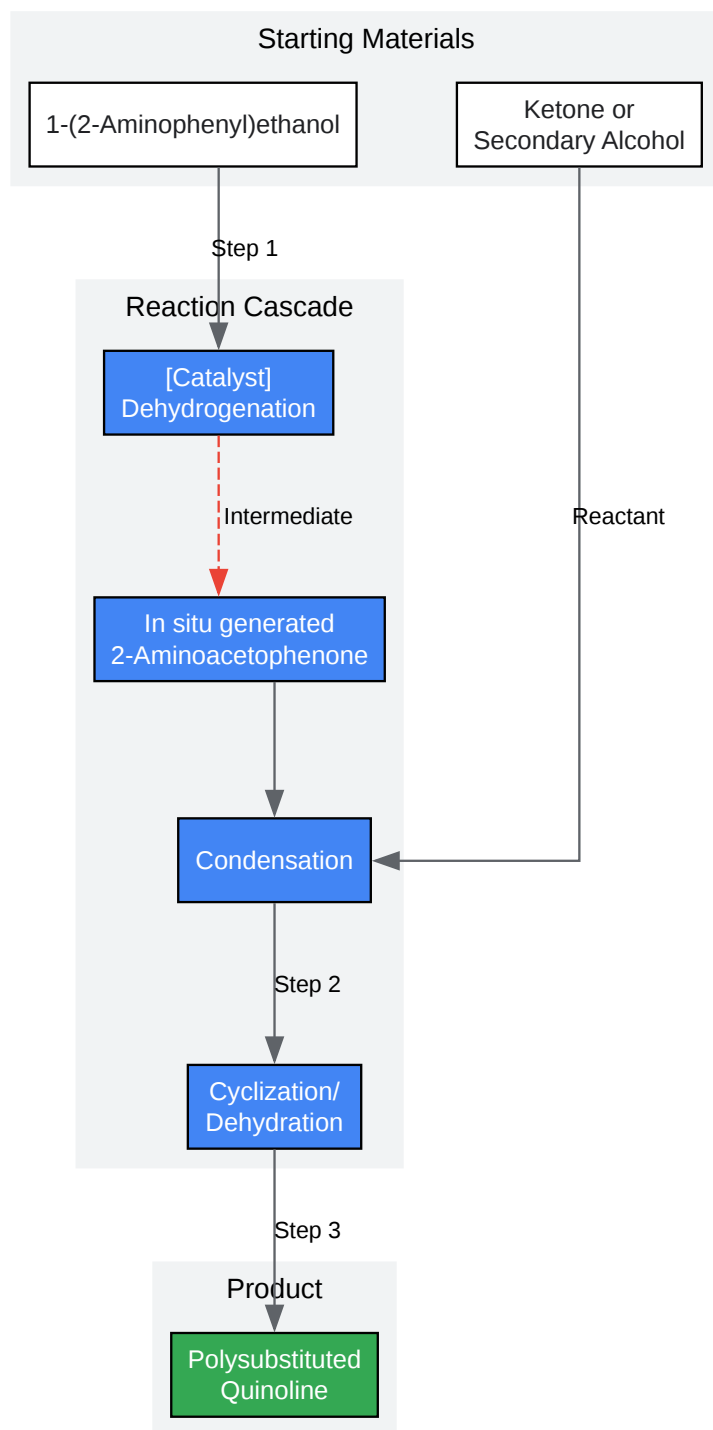 Starting Materials
1-(2-Aminophenyl)ethanol
Ketone or
Secondary Alcohol
Step 1
Reaction Cascade
[Catalyst]
Dehydrogenation
Intermediate
Reactant
In situ generated
2-Aminoacetophenone
Condensation
Step 2
Cyclization/
Dehydration
Step 3
Product
Polysubstituted
Quinoline